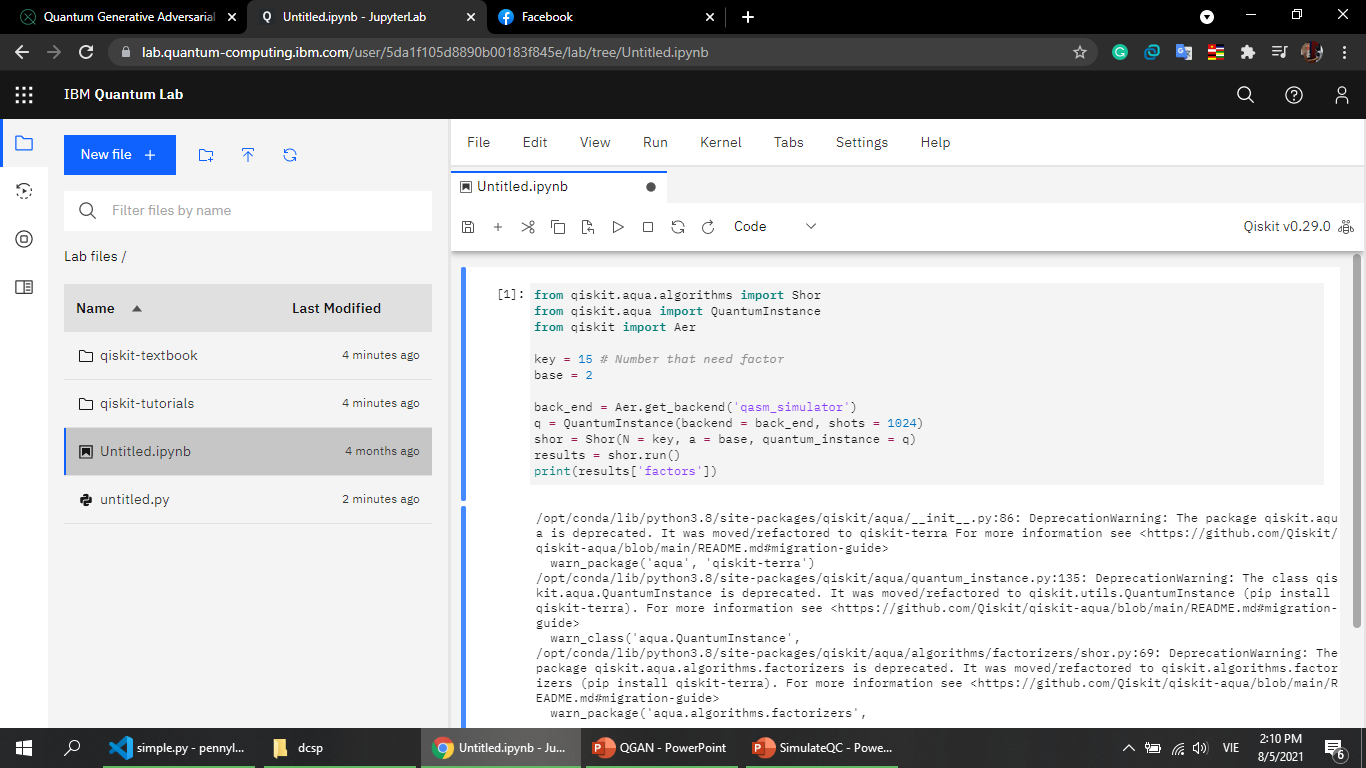 Quantum Generative Adversarial
Untitled.ipynb - JupyterLab
Facebook
lab.quantum-computing.ibm.com/user/5da1f105d8890b00183f845e/lab/tree/Untitled.ipynb
IBM Quantum Lab
New file +
Filter files by name
Lab files /
Name Last Modified
qiskit-textbook 4 minutes ago
qiskit-tutorials 4 minutes ago
Untitled.ipynb 4 months ago
untitled.py 2 minutes ago
File Edit View Run Kernel Tabs Settings Help
Untitled.ipynb
Code
Qiskit v0.29.0
[1]: from qiskit.aqua.algorithms import Shor
from qiskit.aqua import QuantumInstance
from qiskit import Aer
key = 15 # Number that need factor
base = 2
back_end = Aer.get_backend('qasm_simulator')
q = QuantumInstance(backend = back_end, shots = 1024)
shor = Shor(N = key, a = base, quantum_instance = q)
results = shor.run()
print(results['factors'])
/opt/conda/lib/python3.8/site-packages/qiskit/aqua/__init__.py:86: DeprecationWarning: The package qiskit.aqu
a is deprecated. It was moved/refactored to qiskit-terra For more information see <https://github.com/Qiskit/
qiskit-aqua/blob/main/README.md#migration-guide>
warn_package('aqua', 'qiskit-terra')
/opt/conda/lib/python3.8/site-packages/qiskit/aqua/quantum_instance.py:135: DeprecationWarning: The class qis
kit.aqua.QuantumInstance is deprecated. It was moved/refactored to qiskit.utils.QuantumInstance (pip install
qiskit-terra). For more information see <https://github.com/Qiskit/qiskit-aqua/blob/main/README.md#migration-
guide>
warn_class('aqua.QuantumInstance',
/opt/conda/lib/python3.8/site-packages/qiskit/aqua/algorithms/factorizers/shor.py:69: DeprecationWarning: The
package qiskit.aqua.algorithms.factorizers is deprecated. It was moved/refactored to qiskit.algorithms.factor
izers (pip install qiskit-terra). For more information see <https://github.com/Qiskit/qiskit-aqua/blob/main/R
EADME.md#migration-guide>
warn_package('aqua.algorithms.factorizers',
simple.py - pennyl...
dcsp
Untitled.ipynb - Ju...
QGAN - PowerPoint
SimulateQC - Powe...
VIE
2:10 PM
8/5/2021
6